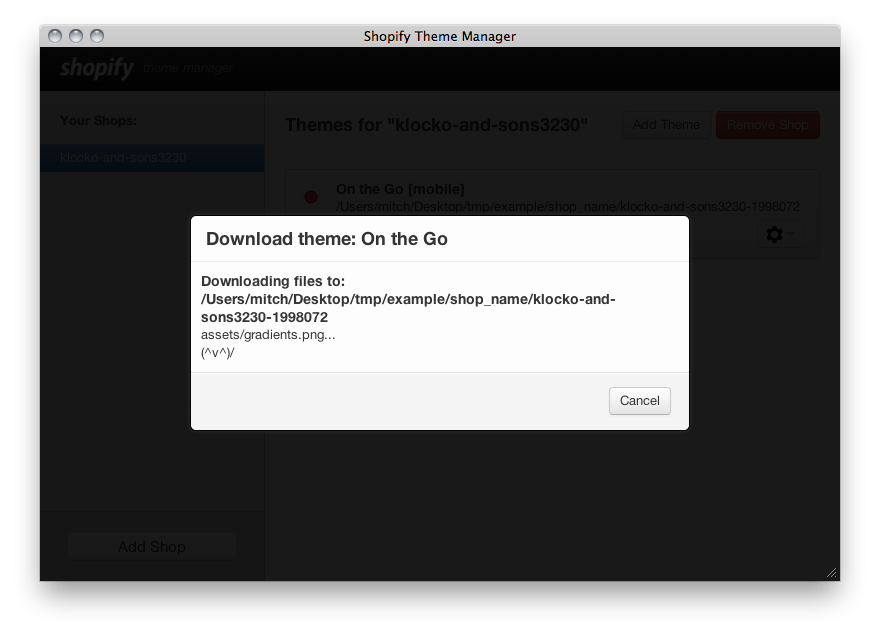 Shopify Theme Manager
shopify theme manager
Your Shops:
klocko-and-sons3230
Themes for "klocko-and-sons3230"
Add Theme
Remove Shop
On the Go [mobile]
/Users/mitch/Desktop/tmp/example/shop_name/klocko-and-sons3230-1998072
Download theme: On the Go
Downloading files to:
/Users/mitch/Desktop/tmp/example/shop_name/klocko-and-
sons3230-1998072
assets/gradients.png...
(^v^)/
Cancel
Add Shop